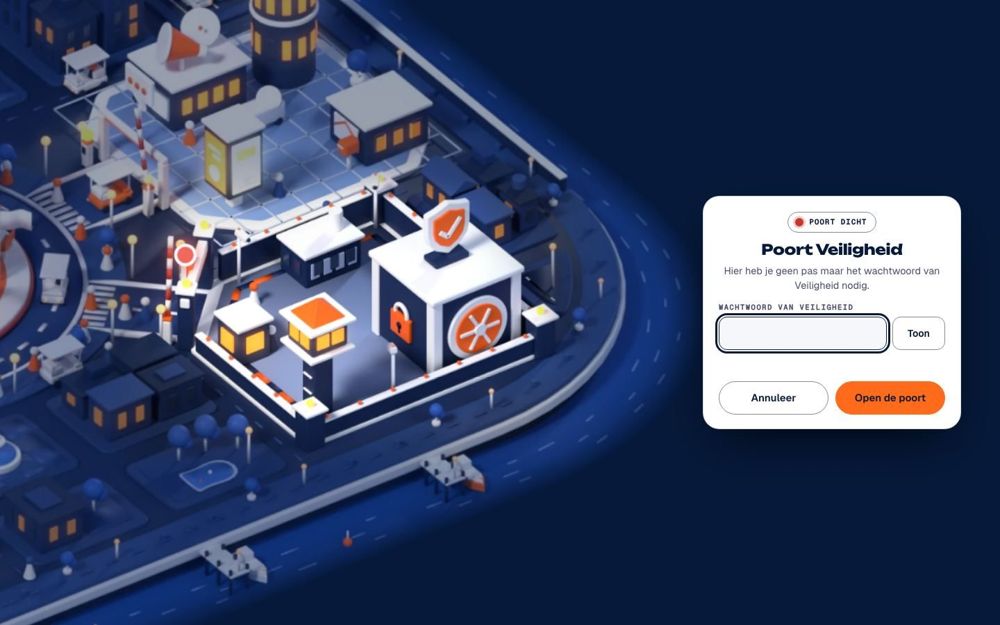 POORT DICHT
Poort Veiligheid
Hier heb je geen pas maar het wachtwoord van
Veiligheid nodig.
WACHTWOORD VAN VEILIGHEID
Toon
Annuleer
Open de poort